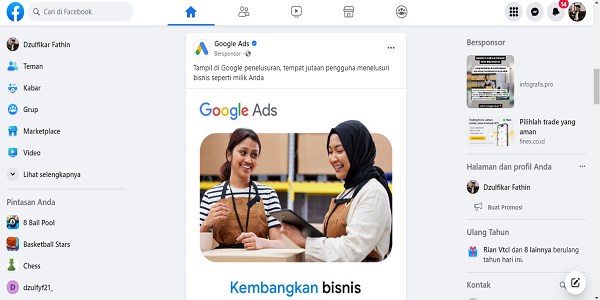 Cari di Facebook
14
Dzulfikar Fathin
Teman
Kabar
Grup
Marketplace
Video
Lihat selengkapnya
Pintasan Anda
8 Ball Pool
Basketball Stars
Chess
dzulfyf21_
Google Ads
Bersponsor ·
Tampil di Google penelusuran, tempat jutaan pengguna menelusuri
bisnis seperti milik Anda
Google Ads
Kembangkan bisnis
Bersponsor
infografis.pro
Pilihlah trade yang
aman
finex.co.id
Halaman dan profil Anda
Dzulfikar Fathin
Buat Promosi
Ulang Tahun
Rian Vtcl dan 8 lainnya berulang
tahun hari ini.
Kontak